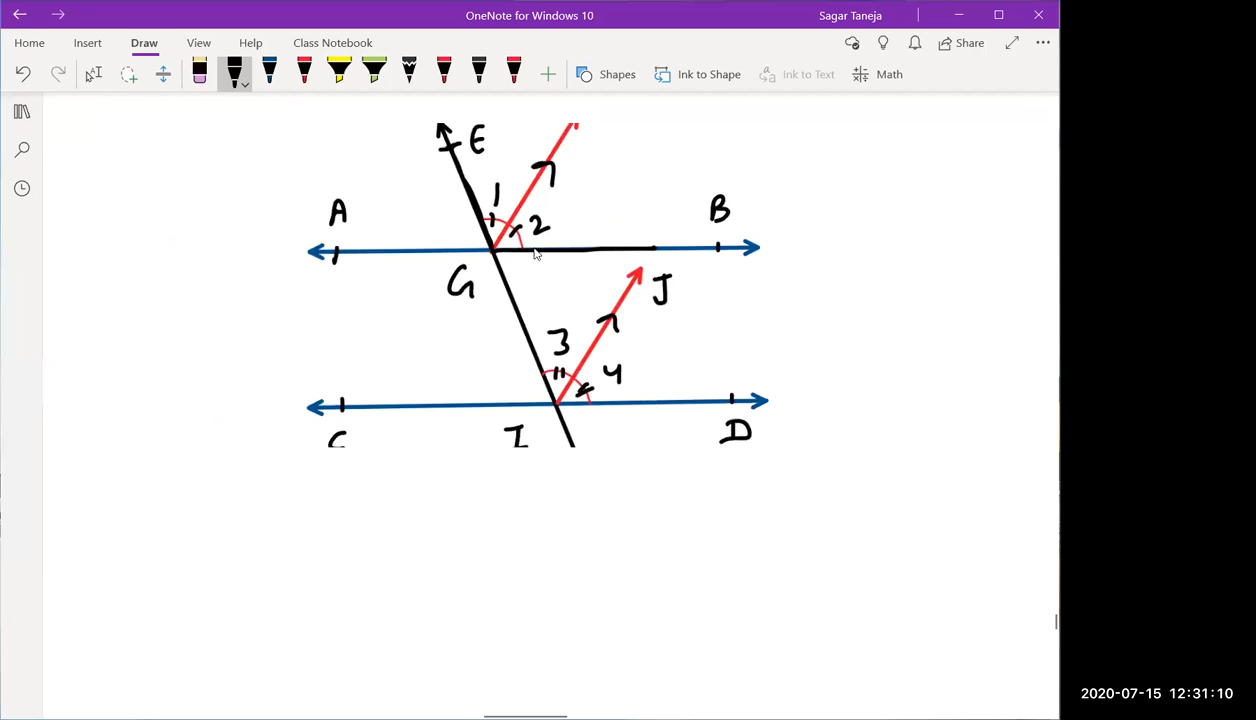 OneNote for Windows 10
Sagar Taneja
Home Insert Draw View Help Class Notebook
Share
Shapes Ink to Shape Ink to Text Math
E
1
2
A
B
G
J
3
4
C
I
D
2020-07-15 12:31:10